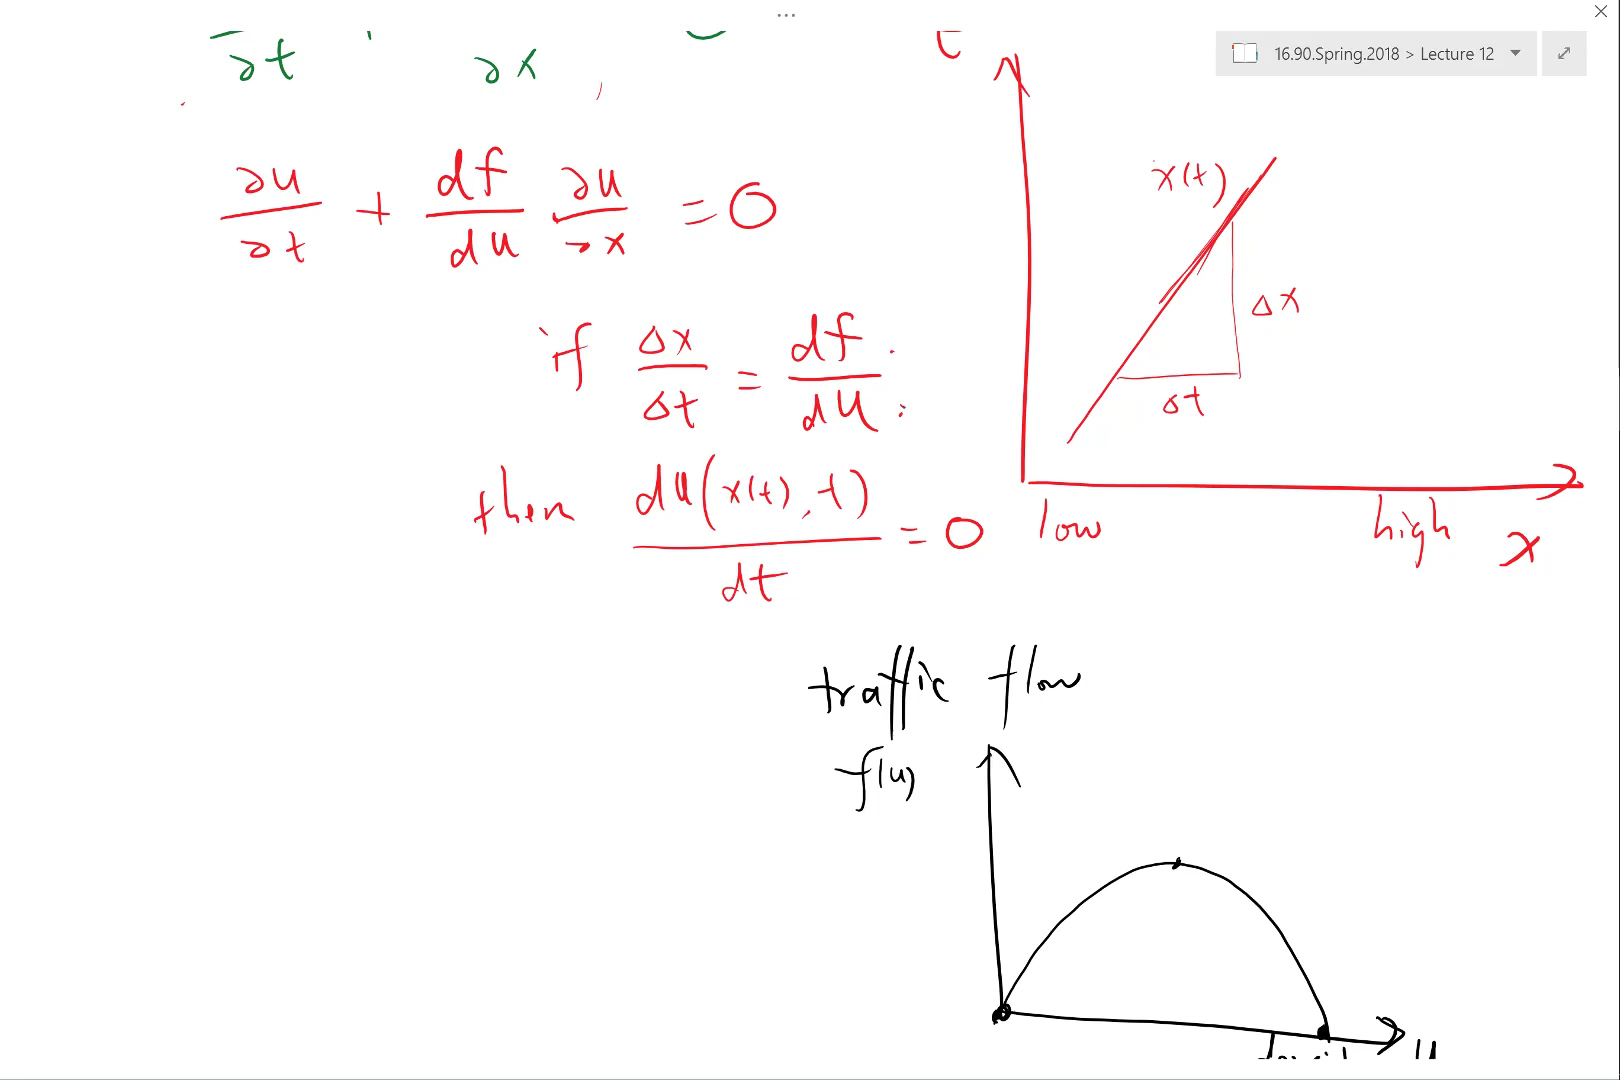 16.90.Spring.2018 > Lecture 12
∂t ∂x
t
∂u/∂t + df/du ∂u/∂x = 0
x(t)
Δx
Δt
if Δx/Δt = df/du
then du(x(t), t)/dt = 0
low high x
traffic flow
f(u)
u